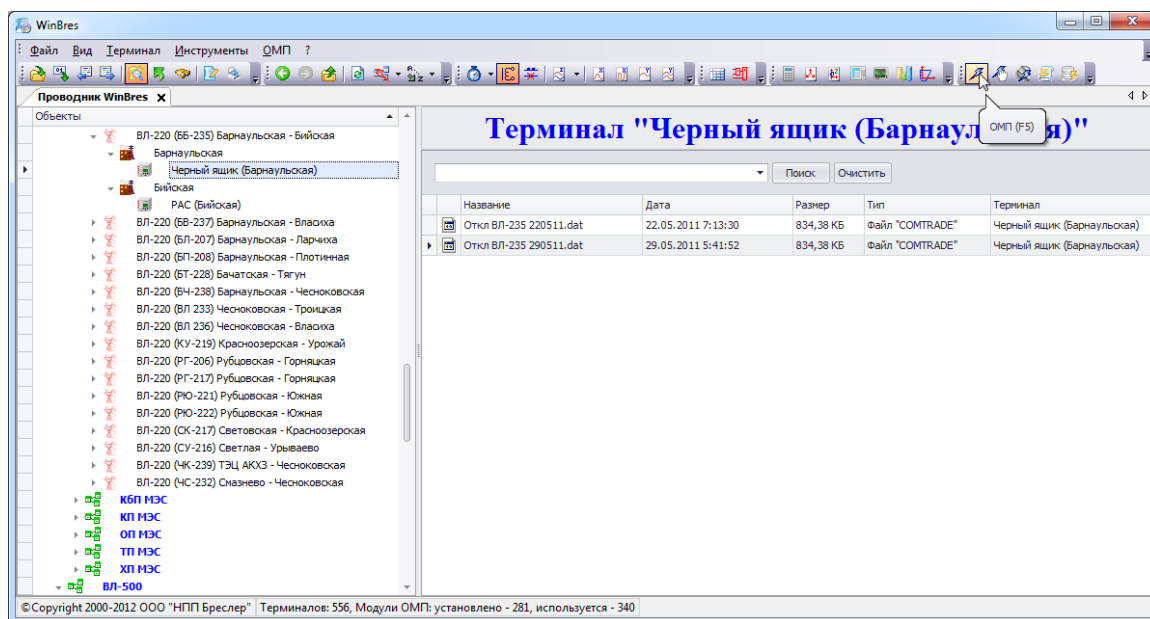 WinBres
Файл Вид Терминал Инструменты ОМП ?
Проводник WinBres X
Объекты
ВЛ-220 (ББ-235) Барнаульская - Бийская
Барнаульская
Черный ящик (Барнаульская)
Бийская
РАС (Бийская)
ВЛ-220 (БВ-237) Барнаульская - Власиха
ВЛ-220 (БЛ-207) Барнаульская - Ларчиха
ВЛ-220 (БП-208) Барнаульская - Плотинная
ВЛ-220 (БТ-228) Бачатская - Тягун
ВЛ-220 (БЧ-238) Барнаульская - Чесноковская
ВЛ-220 (ВЛ 233) Чесноковская - Троицкая
ВЛ-220 (ВЛ 236) Чесноковская - Власиха
ВЛ-220 (КУ-219) Красноозерская - Урожай
ВЛ-220 (РГ-206) Рубцовская - Горняцкая
ВЛ-220 (РГ-217) Рубцовская - Горняцкая
ВЛ-220 (РЮ-221) Рубцовская - Южная
ВЛ-220 (РЮ-222) Рубцовская - Южная
ВЛ-220 (СК-217) Световская - Красноозерская
ВЛ-220 (СУ-216) Светлая - Урываево
ВЛ-220 (ЧК-239) ТЭЦ АКХЗ - Чесноковская
ВЛ-220 (ЧС-232) Смазнево - Чесноковская
КбП МЭС
КП МЭС
ОП МЭС
ТП МЭС
ХП МЭС
ВЛ-500
ОМП (F5)
Терминал "Черный ящик (Барнаул я)"
Поиск Очистить
Название Дата Размер Тип Терминал
Откл ВЛ-235 220511.dat 22.05.2011 7:13:30 834,38 КБ Файл "COMTRADE" Черный ящик (Барнаульская)
Откл ВЛ-235 290511.dat 29.05.2011 5:41:52 834,38 КБ Файл "COMTRADE" Черный ящик (Барнаульская)
©Copyright 2000-2012 ООО "НПП Бреслер" Терминалов: 556, Модули ОМП: установлено - 281, используется - 340